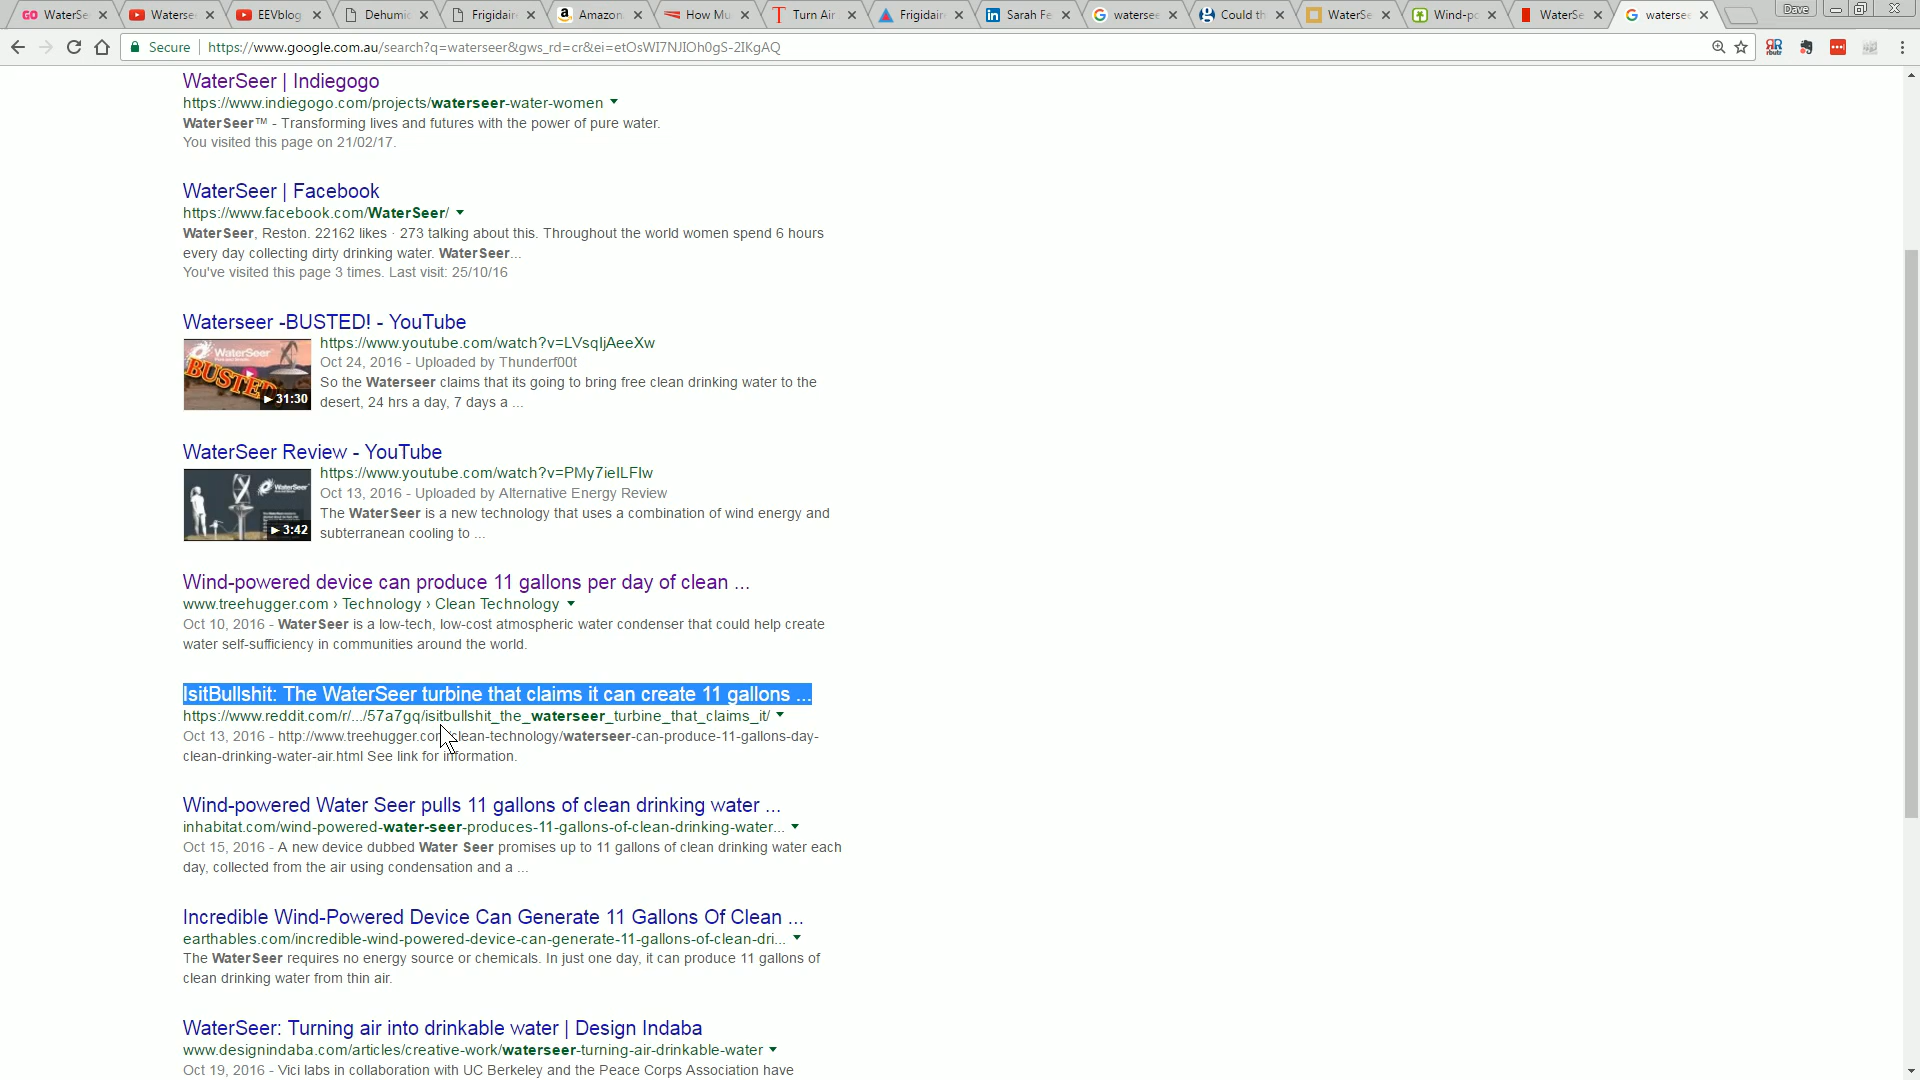 WaterSe
Waterse
EEVblog
Dehumid
Frigidair
Amazon.
How Mu
Turn Air
Frigidair
Sarah Fe
waterse
Could th
WaterSe
Wind-po
WaterSe
waterse
Dave
Secure
https://www.google.com.au/search?q=waterseer&gws_rd=cr&ei=etOsWI7NJIOh0gS-2IKgAQ
WaterSeer | Indiegogo
https://www.indiegogo.com/projects/waterseer-water-women
WaterSeer™ - Transforming lives and futures with the power of pure water.
You visited this page on 21/02/17.
WaterSeer | Facebook
https://www.facebook.com/WaterSeer/
WaterSeer, Reston. 22162 likes · 273 talking about this. Throughout the world women spend 6 hours
every day collecting dirty drinking water. WaterSeer...
You've visited this page 3 times. Last visit: 25/10/16
Waterseer -BUSTED! - YouTube
WaterSeer
BUSTED
31:30
https://www.youtube.com/watch?v=LVsqIjAeeXw
Oct 24, 2016 - Uploaded by Thunderf00t
So the Waterseer claims that its going to bring free clean drinking water to the
desert, 24 hrs a day, 7 days a ...
WaterSeer Review - YouTube
WaterSeer
3:42
https://www.youtube.com/watch?v=PMy7ieILFIw
Oct 13, 2016 - Uploaded by Alternative Energy Review
The WaterSeer is a new technology that uses a combination of wind energy and
subterranean cooling to ...
Wind-powered device can produce 11 gallons per day of clean ...
www.treehugger.com › Technology › Clean Technology
Oct 10, 2016 - WaterSeer is a low-tech, low-cost atmospheric water condenser that could help create
water self-sufficiency in communities around the world.
IsitBullshit: The WaterSeer turbine that claims it can create 11 gallons ...
https://www.reddit.com/r/.../57a7gq/isitbullshit_the_waterseer_turbine_that_claims_it/
Oct 13, 2016 - http://www.treehugger.com/clean-technology/waterseer-can-produce-11-gallons-day-
clean-drinking-water-air.html See link for information.
Wind-powered Water Seer pulls 11 gallons of clean drinking water ...
inhabitat.com/wind-powered-water-seer-produces-11-gallons-of-clean-drinking-water...
Oct 15, 2016 - A new device dubbed Water Seer promises up to 11 gallons of clean drinking water each
day, collected from the air using condensation and a ...
Incredible Wind-Powered Device Can Generate 11 Gallons Of Clean ...
earthables.com/incredible-wind-powered-device-can-generate-11-gallons-of-clean-dri...
The WaterSeer requires no energy source or chemicals. In just one day, it can produce 11 gallons of
clean drinking water from thin air.
WaterSeer: Turning air into drinkable water | Design Indaba
www.designindaba.com/articles/creative-work/waterseer-turning-air-drinkable-water
Oct 19, 2016 - Vici labs in collaboration with UC Berkeley and the Peace Corps Association have